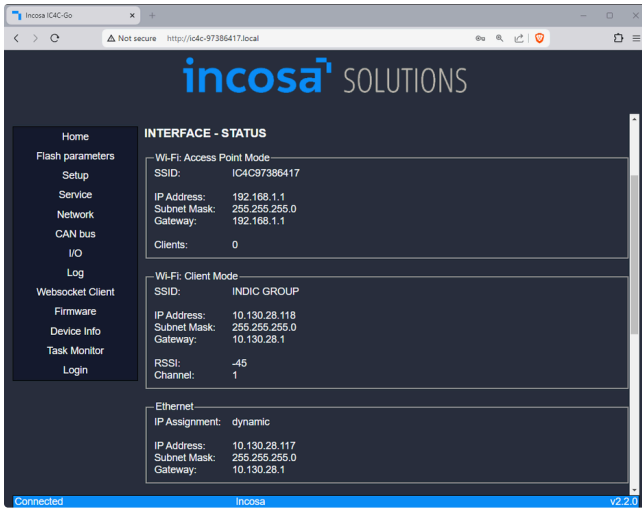 Incosa IC4C-Go
Not secure http://ic4c-97386417.local
incosa SOLUTIONS
Home
Flash parameters
Setup
Service
Network
CAN bus
I/O
Log
Websocket Client
Firmware
Device Info
Task Monitor
Login
INTERFACE - STATUS
Wi-Fi: Access Point Mode
SSID: IC4C97386417
IP Address: 192.168.1.1
Subnet Mask: 255.255.255.0
Gateway: 192.168.1.1
Clients: 0
Wi-Fi: Client Mode
SSID: INDIC GROUP
IP Address: 10.130.28.118
Subnet Mask: 255.255.255.0
Gateway: 10.130.28.1
RSSI: -45
Channel: 1
Ethernet
IP Assignment: dynamic
IP Address: 10.130.28.117
Subnet Mask: 255.255.255.0
Gateway: 10.130.28.1
Connected Incosa v2.2.0